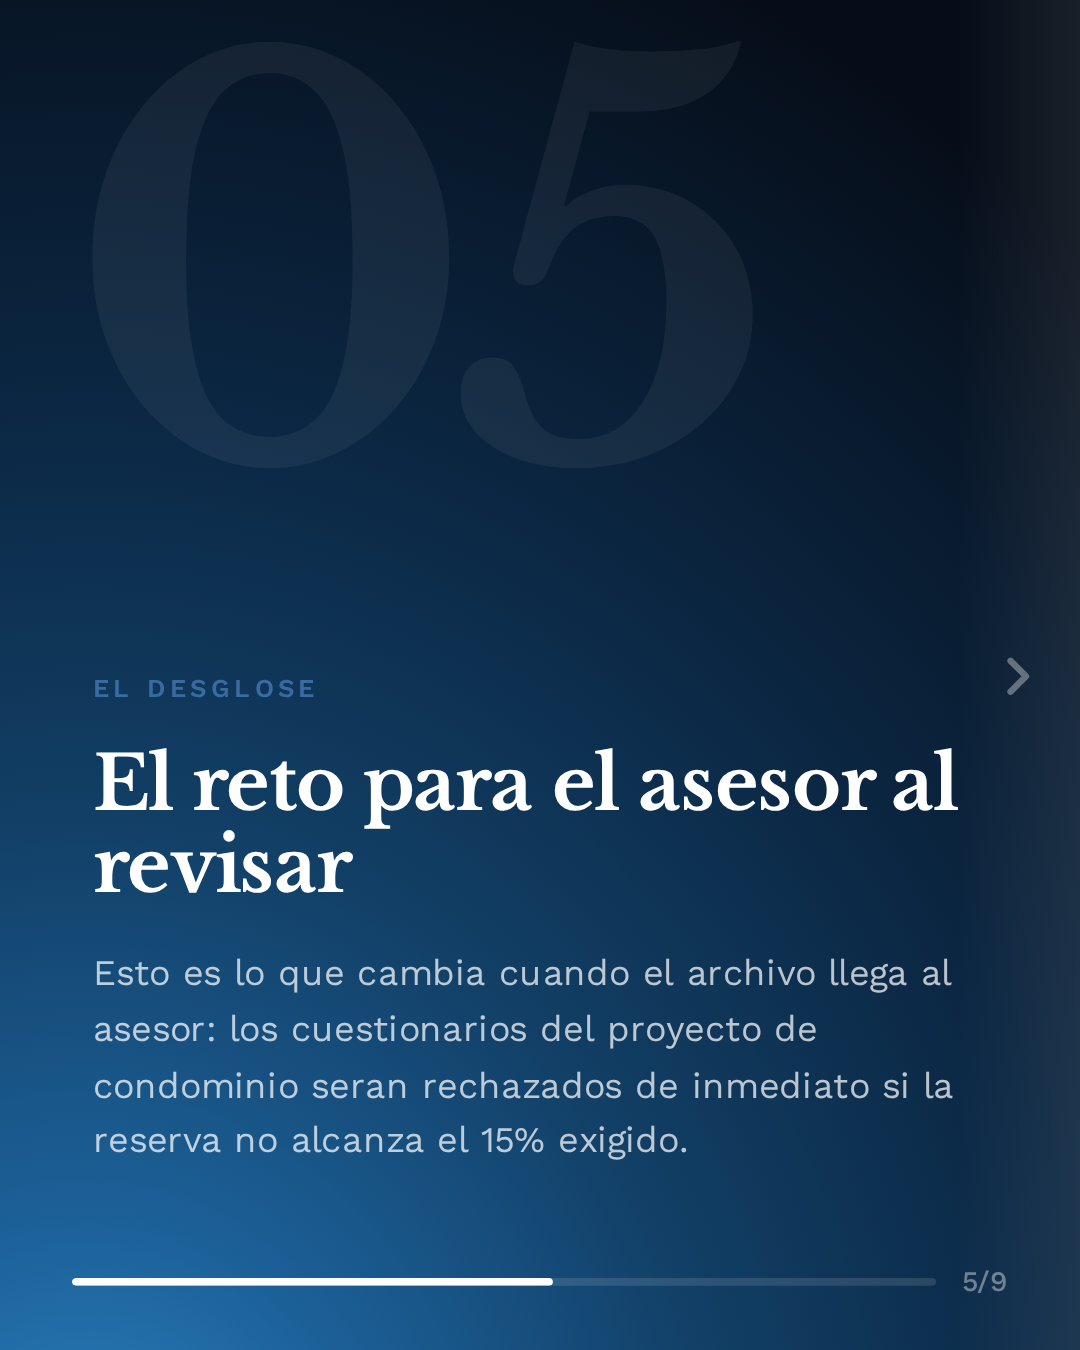 05
EL DESGLOSE
El reto para el asesor al
revisar
Esto es lo que cambia cuando el archivo llega al
asesor: los cuestionarios del proyecto de
condominio seran rechazados de inmediato si la
reserva no alcanza el 15% exigido.
5/9